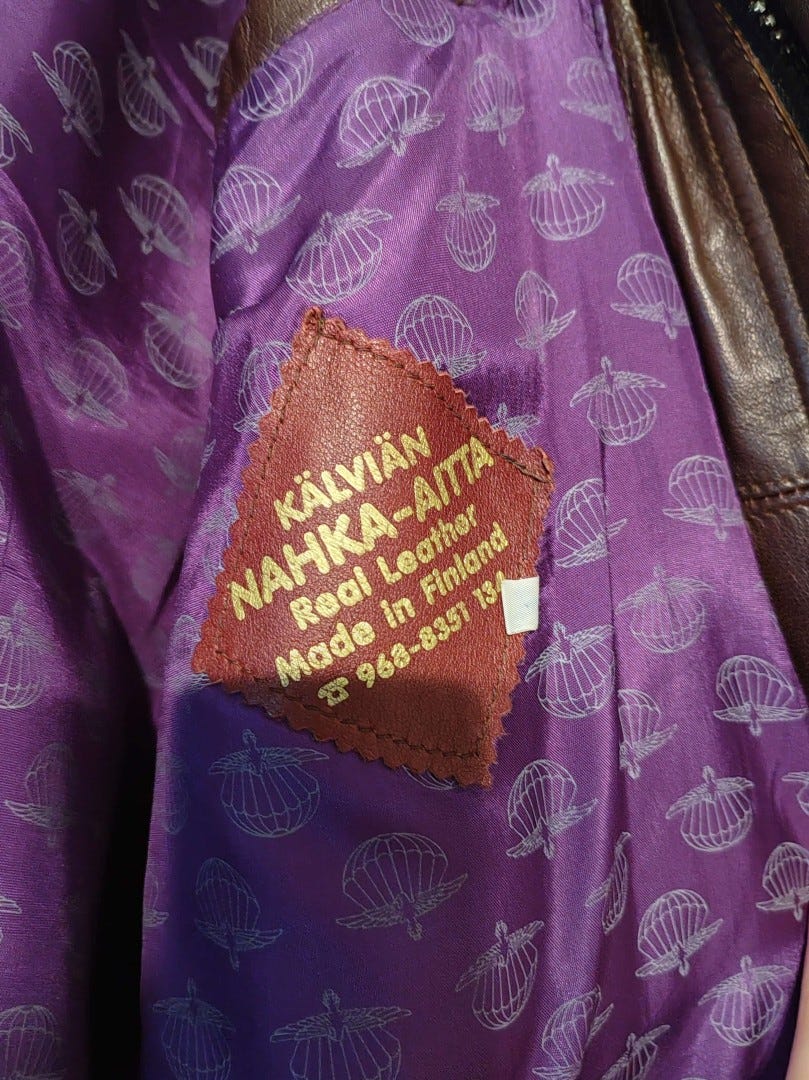 KÄLVIÄN
NAHKA-AITTA
Real Leather
Made in Finland
☎ 968-8351 13